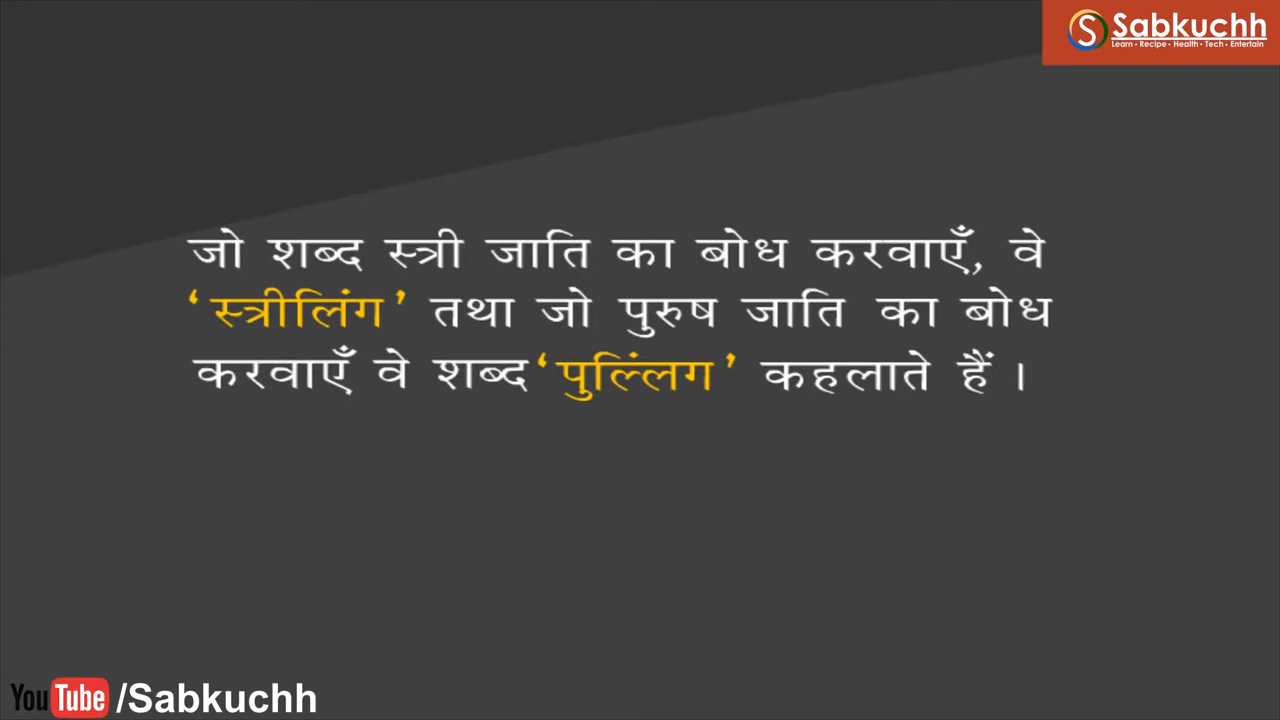 Sabkuchh
Learn • Recipe • Health • Tech • Entertain
जो शब्द स्त्री जाति का बोध करवाएँ, वे
‘स्त्रीलिंग’ तथा जो पुरुष जाति का बोध
करवाएँ वे शब्द ‘पुल्लिंग’ कहलाते हैं ।
YouTube /Sabkuchh